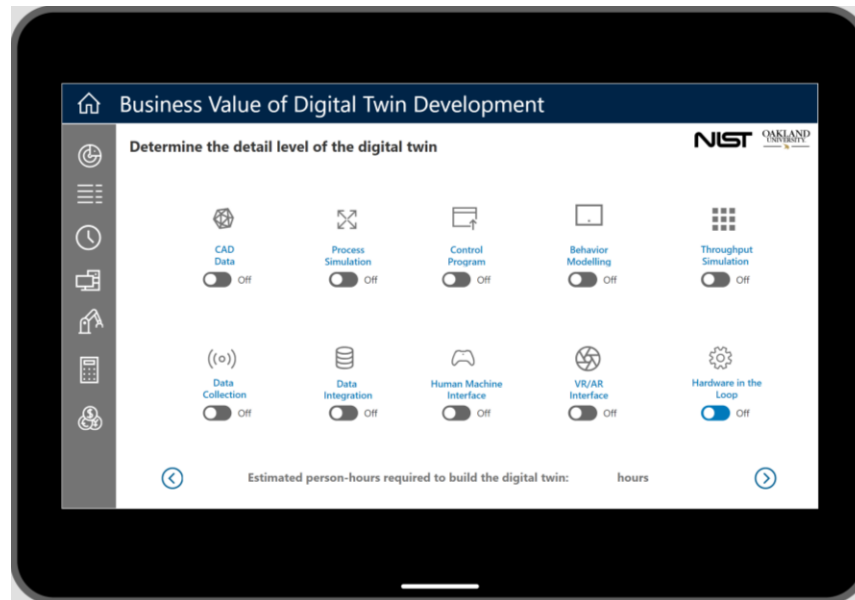 Business Value of Digital Twin Development
Determine the detail level of the digital twin
NIST
OAKLAND
UNIVERSITY
CAD
Data
Off
Process
Simulation
Off
Control
Program
Off
Behavior
Modelling
Off
Throughput
Simulation
Off
Data
Collection
Off
Data
Integration
Off
Human Machine
Interface
Off
VR/AR
Interface
Off
Hardware in the
Loop
Off
Estimated person-hours required to build the digital twin: hours